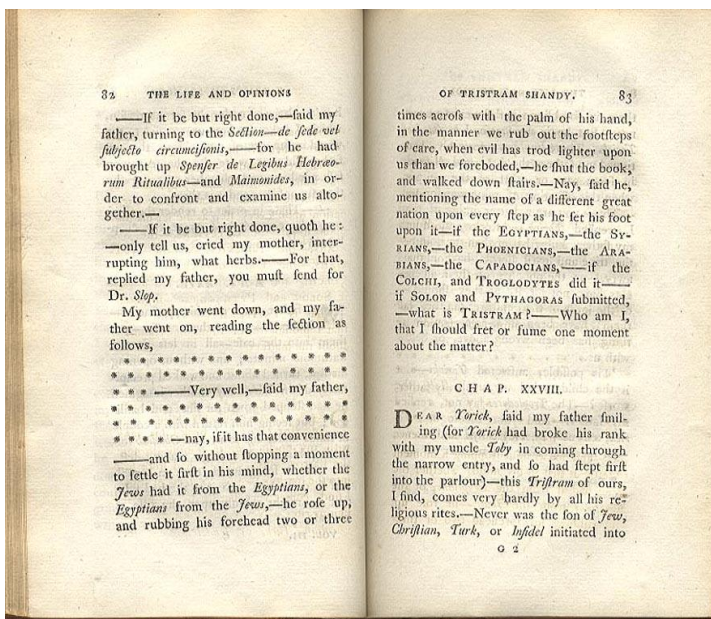 82 THE LIFE AND OPINIONS
——If it be but right done,—ſaid my
father, turning to the Section—de ſede vel
ſubjecto circumciſionis,——for he had
brought up Spenſer de Legibus Hebræo-
rum Ritualibus—and Maimonides, in or-
der to confront and examine us alto-
gether.—
——If it be but right done, quoth he:
—only tell us, cried my mother, inter-
rupting him, what herbs.——For that,
replied my father, you muſt ſend for
Dr. Slop.
My mother went down, and my fa-
ther went on, reading the ſection as
follows,
* * * * * * * * * * * *
* * * * * * * * * * * *
* * * ——Very well,—ſaid my father,
* * * * * * * * * * * *
* * * * * * * * * * * *
* * * * —nay, if it has that convenience
——and ſo without ſtopping a moment
to ſettle it firſt in his mind, whether the
Jews had it from the Egyptians, or the
Egyptians from the Jews,—he roſe up,
and rubbing his forehead two or three
OF TRISTRAM SHANDY. 83
times acroſs with the palm of his hand,
in the manner we rub out the footſteps
of care, when evil has trod lighter upon
us than we foreboded,—he ſhut the book,
and walked down ſtairs.—Nay, ſaid he,
mentioning the name of a different great
nation upon every ſtep as he ſet his foot
upon it—if the EGYPTIANS,—the SY-
RIANS,—the PHOENICIANS,—the ARA-
BIANS,—the CAPADOCIANS,——if the
COLCHI, and TROGLODYTES did it——
if SOLON and PYTHAGORAS ſubmitted,
—what is TRISTRAM?——Who am I,
that I ſhould fret or fume one moment
about the matter?
CHAP. XXVIII.
DEAR Yorick, ſaid my father ſmil-
ing (for Yorick had broke his rank
with my uncle Toby in coming through
the narrow entry, and ſo had ſtept firſt
into the parlour)—this Triſtram of ours,
I find, comes very hardly by all his re-
ligious rites.—Never was the ſon of Jew,
Chriſtian, Turk, or Infidel initiated into
G 2